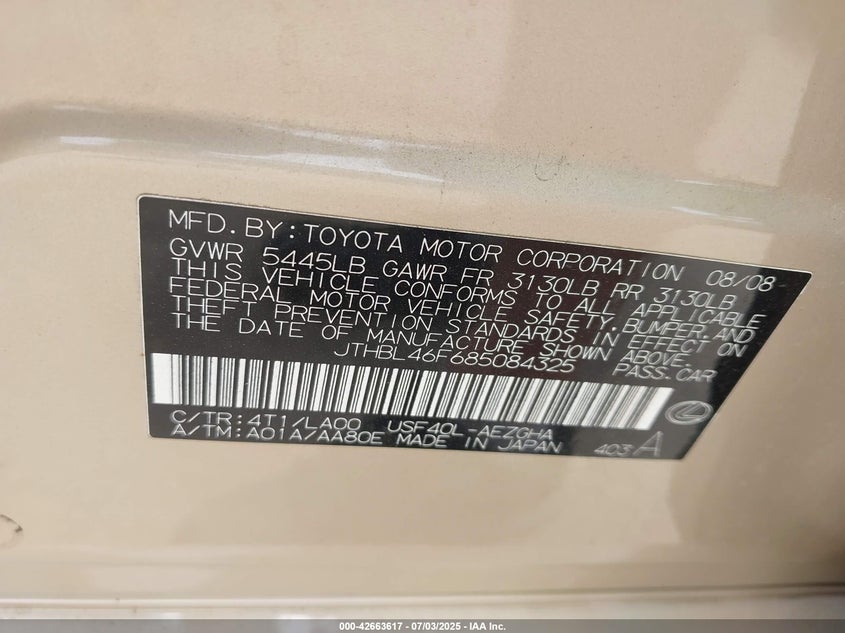 MFD. BY: TOYOTA MOTOR CORPORATION 08/08
GVWR 5445LB GAWR FR 3130LB RR 3130LB
THIS VEHICLE CONFORMS TO ALL APPLICABLE
FEDERAL MOTOR VEHICLE SAFETY, BUMPER, AND
THEFT PREVENTION STANDARDS IN EFFECT ON
THE DATE OF MANUFACTURE SHOWN ABOVE.
JTHBL46F685084325 PASS. CAR
C/TR: 4T1/LA00 USF40L-AEZGHA
A/TM: A01A/AA80E MADE IN JAPAN 403 A
000-42663617 - 07/03/2025 - IAA Inc.